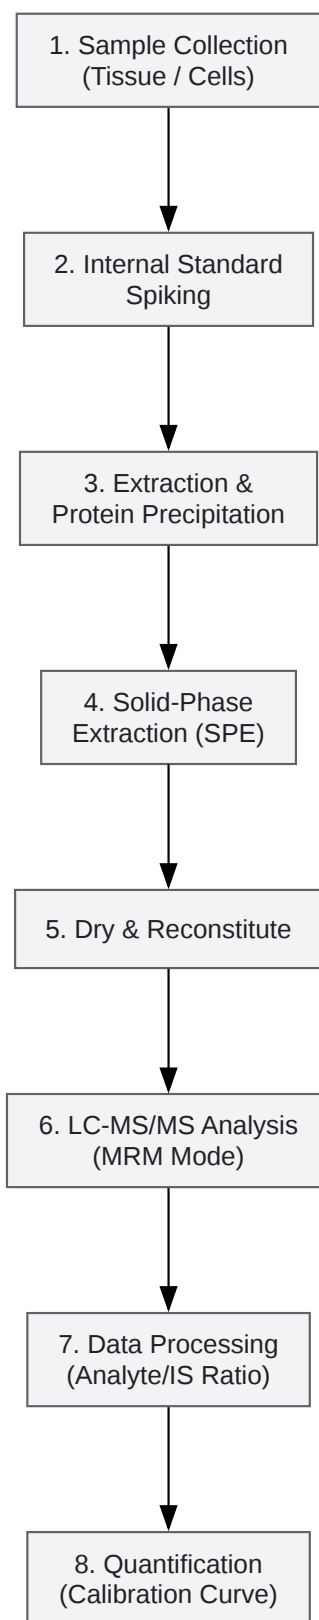 1. Sample Collection
(Tissue / Cells)
2. Internal Standard
Spiking
3. Extraction &
Protein Precipitation
4. Solid-Phase
Extraction (SPE)
5. Dry & Reconstitute
6. LC-MS/MS Analysis
(MRM Mode)
7. Data Processing
(Analyte/IS Ratio)
8. Quantification
(Calibration Curve)